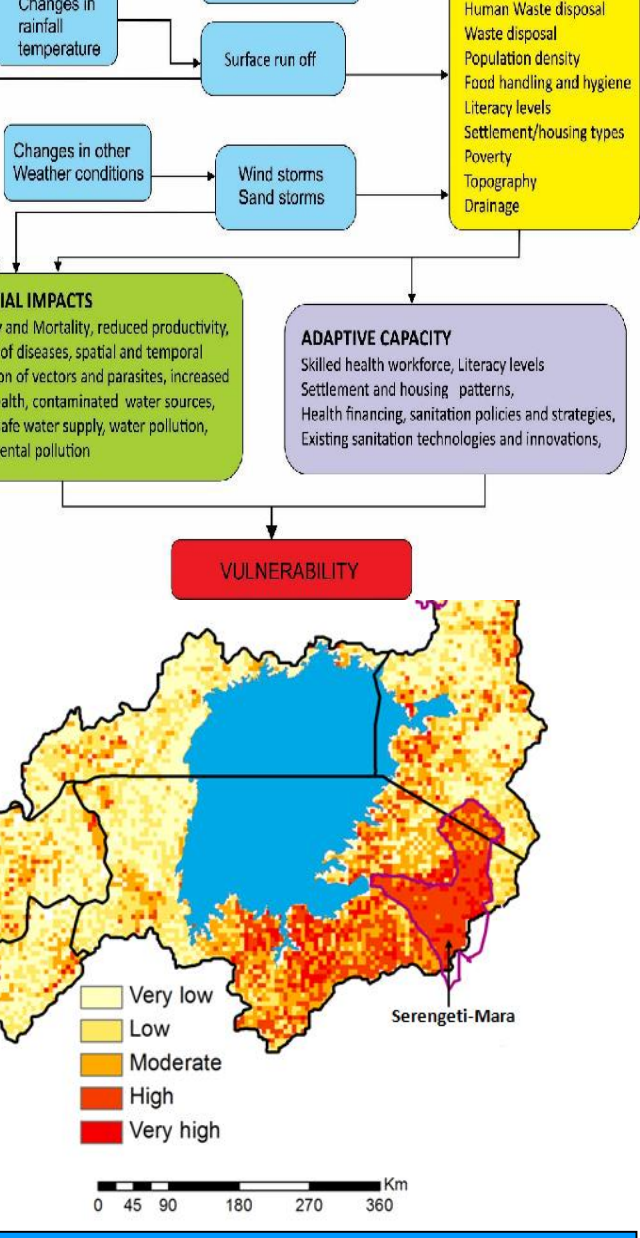 Changes in
rainfall
temperature
Surface run off
Human Waste disposal
Waste disposal
Population density
Food handling and hygiene
Literacy levels
Settlement/housing types
Poverty
Topography
Drainage
Changes in other
Weather conditions
Wind storms
Sand storms
IAL IMPACTS
y and Mortality, reduced productivity,
of diseases, spatial and temporal
on of vectors and parasites, increased
alth, contaminated water sources,
afe water supply, water pollution,
ental pollution
ADAPTIVE CAPACITY
Skilled health workforce, Literacy levels
Settlement and housing patterns,
Health financing, sanitation policies and strategies,
Existing sanitation technologies and innovations,
VULNERABILITY
Serengeti-Mara
Very low
Low
Moderate
High
Very high
Km
0 45 90 180 270 360